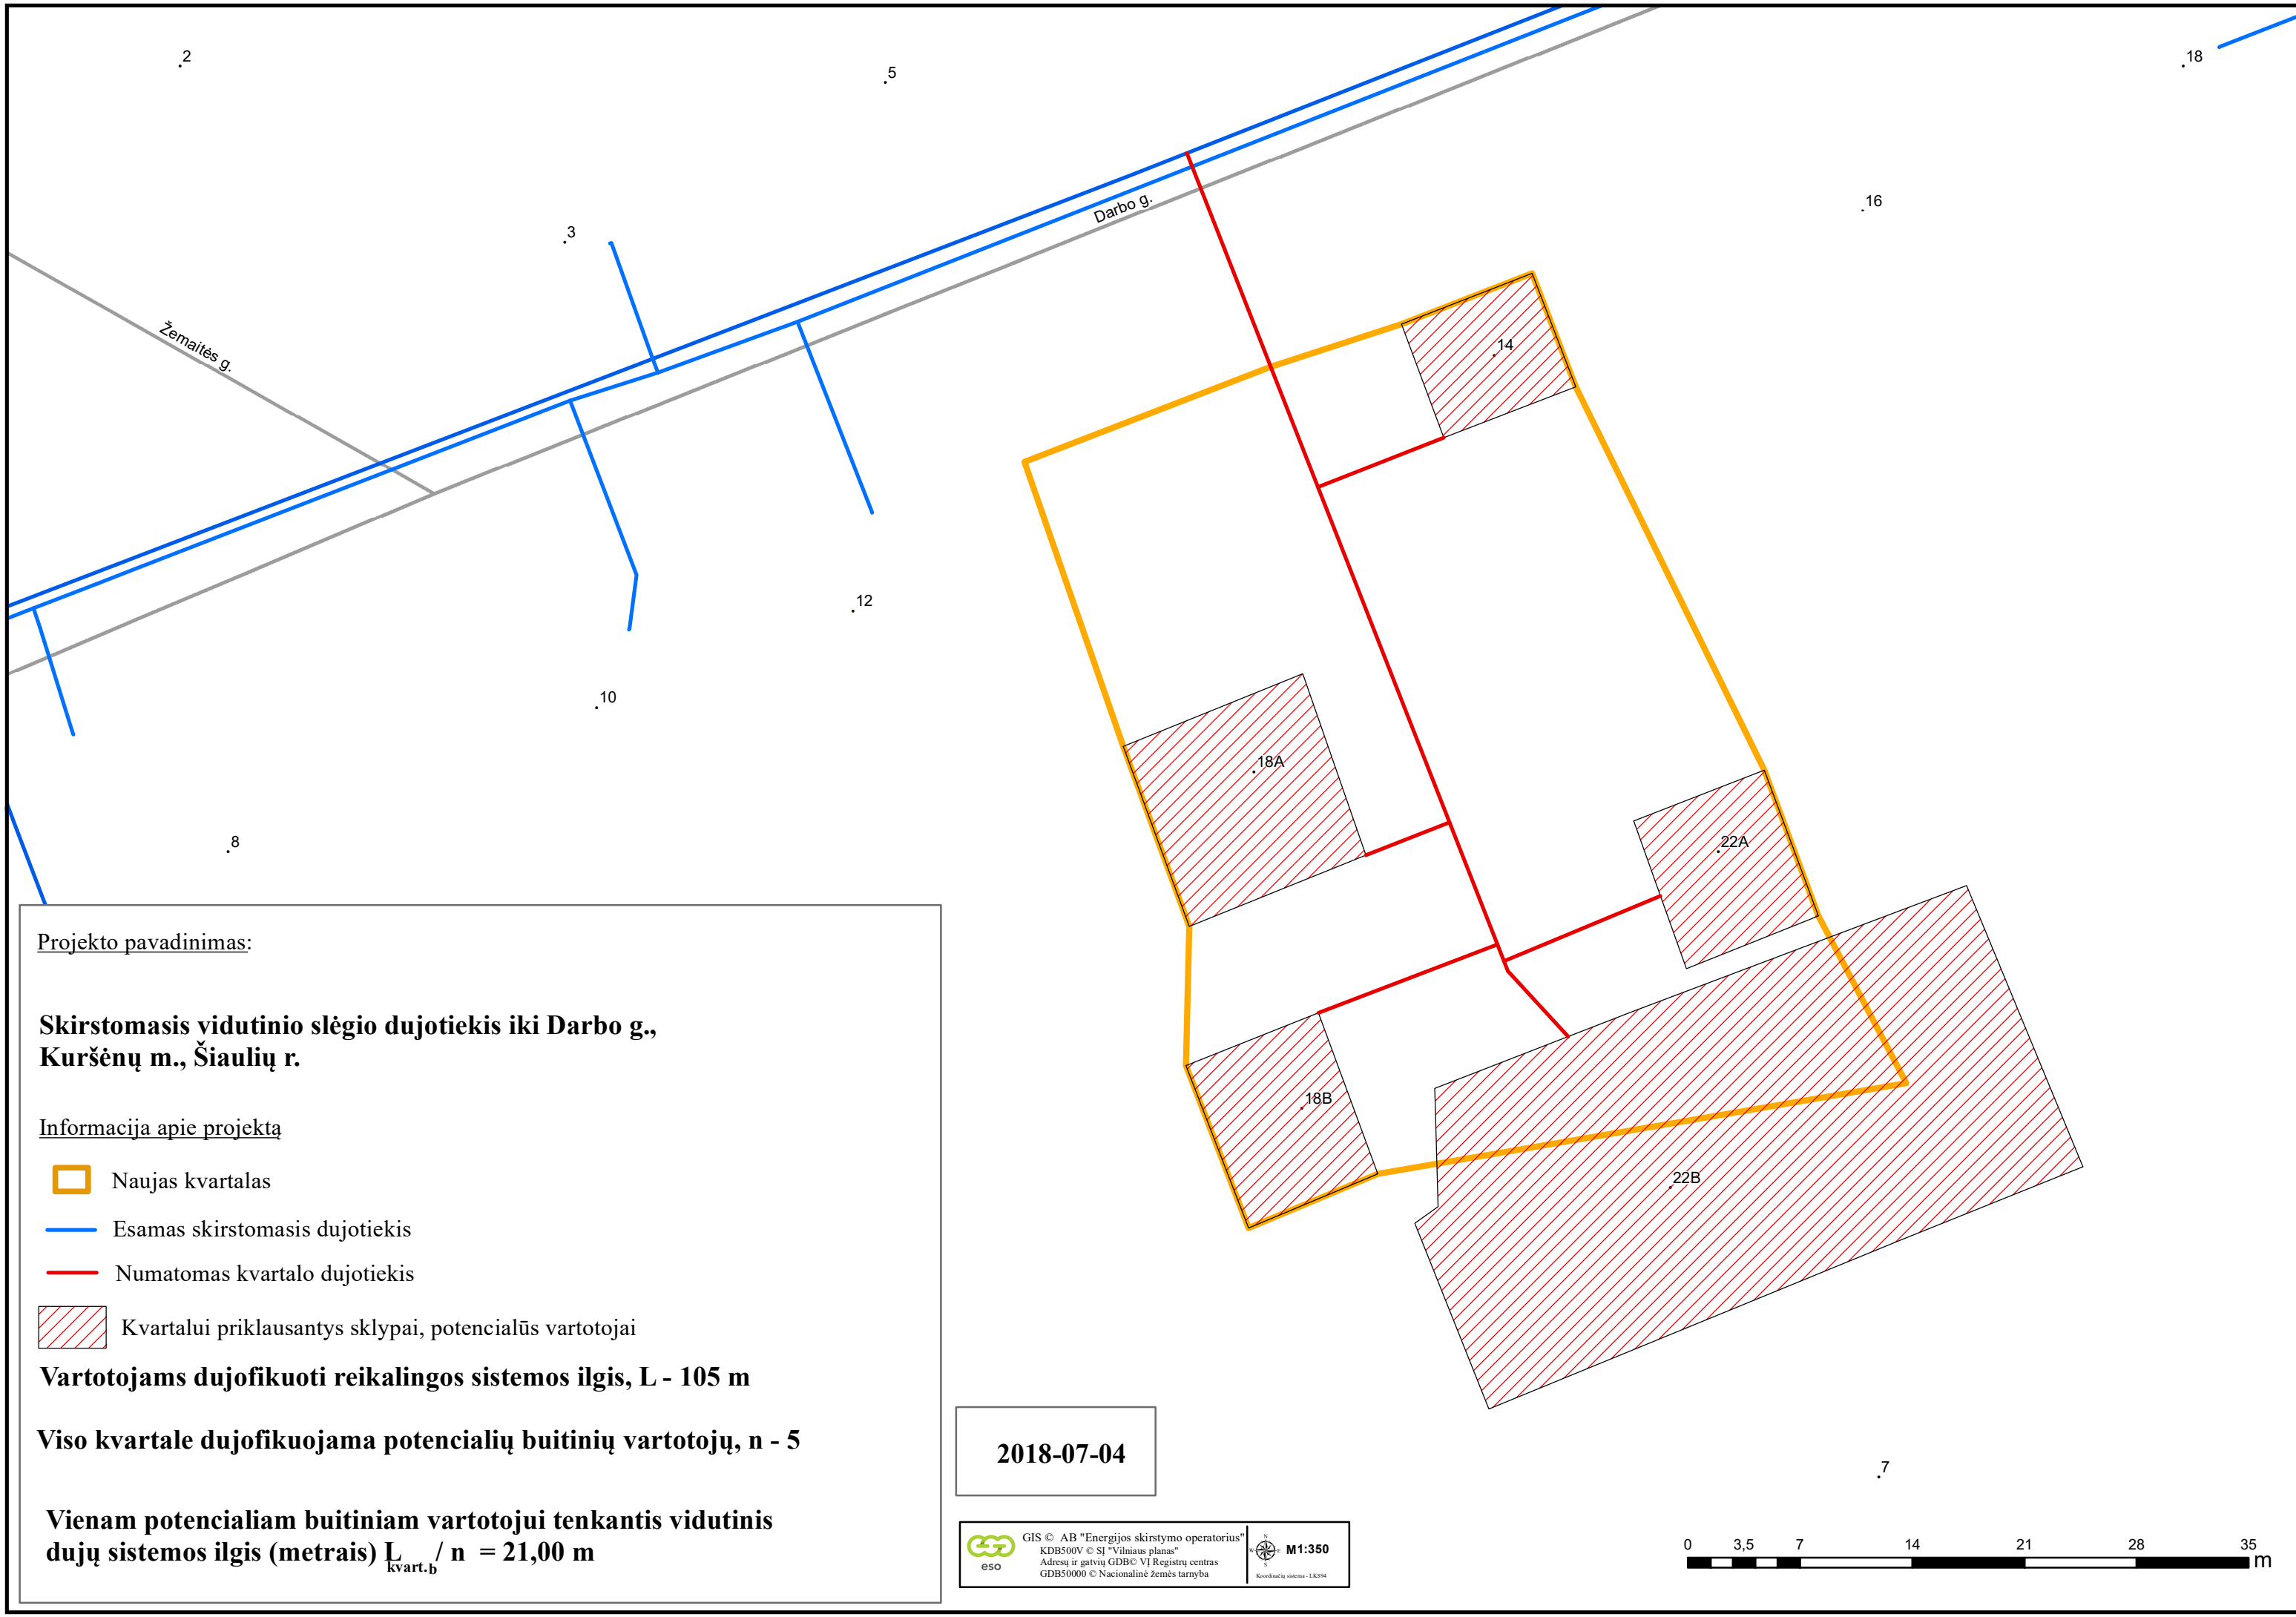 2
5
18
3
Darbo g.
16
Žemaitės g.
14
12
10
18A
22A
8
18B
22B
7
Projekto pavadinimas:
Skirstomasis vidutinio slėgio dujotiekis iki Darbo g.,
Kuršėnų m., Šiaulių r.
Informacija apie projektą
Naujas kvartalas
Esamas skirstomasis dujotiekis
Numatomas kvartalo dujotiekis
Kvartalui priklausantys sklypai, potencialūs vartotojai
Vartotojams dujofikuoti reikalingos sistemos ilgis, L - 105 m
Viso kvartale dujofikuojama potencialių buitinių vartotojų, n - 5
Vienam potencialiam buitiniam vartotojui tenkantis vidutinis
dujų sistemos ilgis (metrais) L kvart.b / n = 21,00 m
2018-07-04
eso
GIS © AB "Energijos skirstymo operatorius"
KDB500V © SĮ "Vilniaus planas"
Adresų ir gatvių GDB© VĮ Registrų centras
GDB50000 © Nacionalinė žemės tarnyba
N
W E
S
M1:350
Koordinačių sistema - LKS94
0 3,5 7 14 21 28 35
m